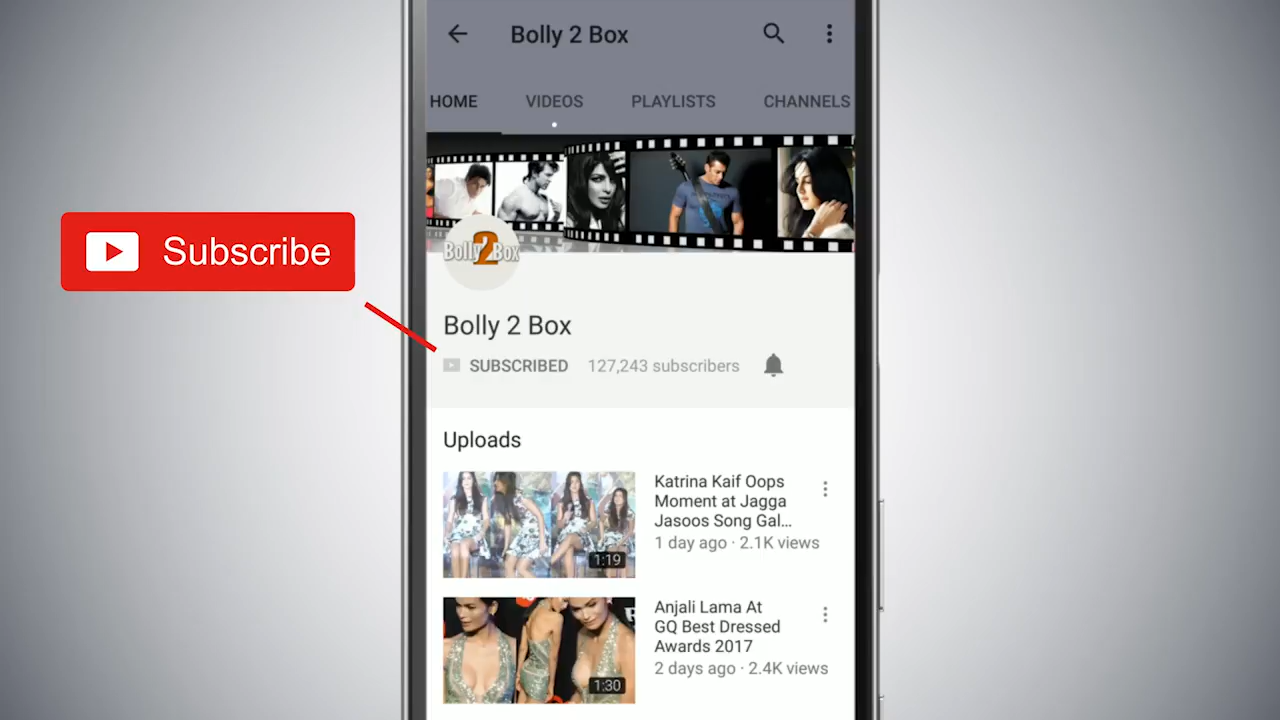 Bolly 2 Box
HOME VIDEOS PLAYLISTS CHANNELS
Subscribe
Bolly 2 Box
Bolly 2 Box
SUBSCRIBED 127,243 subscribers
Uploads
Katrina Kaif Oops
Moment at Jagga
Jasoos Song Gal...
1 day ago · 2.1K views
1:19
Anjali Lama At
GQ Best Dressed
Awards 2017
2 days ago · 2.4K views
1:30